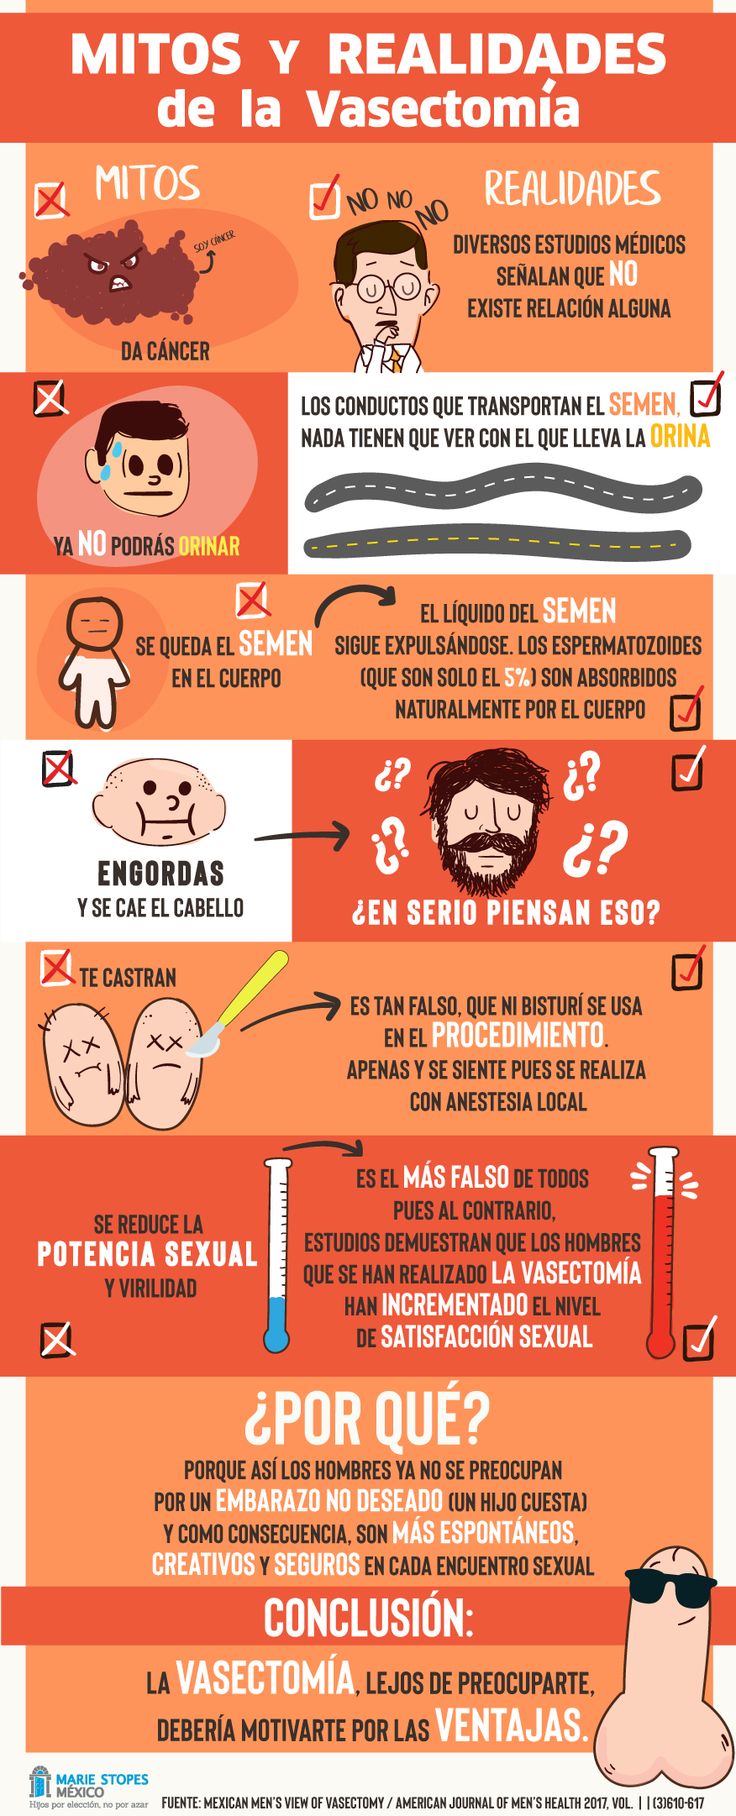 MITOS Y REALIDADES
de la Vasectomía
MITOS
SOY CÁNCER
DA CÁNCER
NO NO NO
REALIDADES
DIVERSOS ESTUDIOS MÉDICOS
SEÑALAN QUE NO
EXISTE RELACIÓN ALGUNA
YA NO PODRÁS ORINAR
LOS CONDUCTOS QUE TRANSPORTAN EL SEMEN,
NADA TIENEN QUE VER CON EL QUE LLEVA LA ORINA
SE QUEDA EL SEMEN
EN EL CUERPO
EL LÍQUIDO DEL SEMEN
SIGUE EXPULSÁNDOSE. LOS ESPERMATOZOIDES
(QUE SON SOLO EL 5%) SON ABSORBIDOS
NATURALMENTE POR EL CUERPO
ENGORDAS
Y SE CAE EL CABELLO
¿? ¿?
¿? ¿?
¿EN SERIO PIENSAN ESO?
TE CASTRAN
ES TAN FALSO, QUE NI BISTURÍ SE USA
EN EL PROCEDIMIENTO.
APENAS Y SE SIENTE PUES SE REALIZA
CON ANESTESIA LOCAL
SE REDUCE LA
POTENCIA SEXUAL
Y VIRILIDAD
ES EL MÁS FALSO DE TODOS
PUES AL CONTRARIO,
ESTUDIOS DEMUESTRAN QUE LOS HOMBRES
QUE SE HAN REALIZADO LA VASECTOMÍA
HAN INCREMENTADO EL NIVEL
DE SATISFACCIÓN SEXUAL
¿POR QUÉ?
PORQUE ASÍ LOS HOMBRES YA NO SE PREOCUPAN
POR UN EMBARAZO NO DESEADO (UN HIJO CUESTA)
Y COMO CONSECUENCIA, SON MÁS ESPONTÁNEOS,
CREATIVOS Y SEGUROS EN CADA ENCUENTRO SEXUAL
CONCLUSIÓN:
LA VASECTOMÍA, LEJOS DE PREOCUPARTE,
DEBERÍA MOTIVARTE POR LAS VENTAJAS.
MARIE STOPES
MÉXICO
Hijos por elección, no por azar
FUENTE: MEXICAN MEN'S VIEW OF VASECTOMY / AMERICAN JOURNAL OF MEN'S HEALTH 2017, VOL. | |(3)610-617